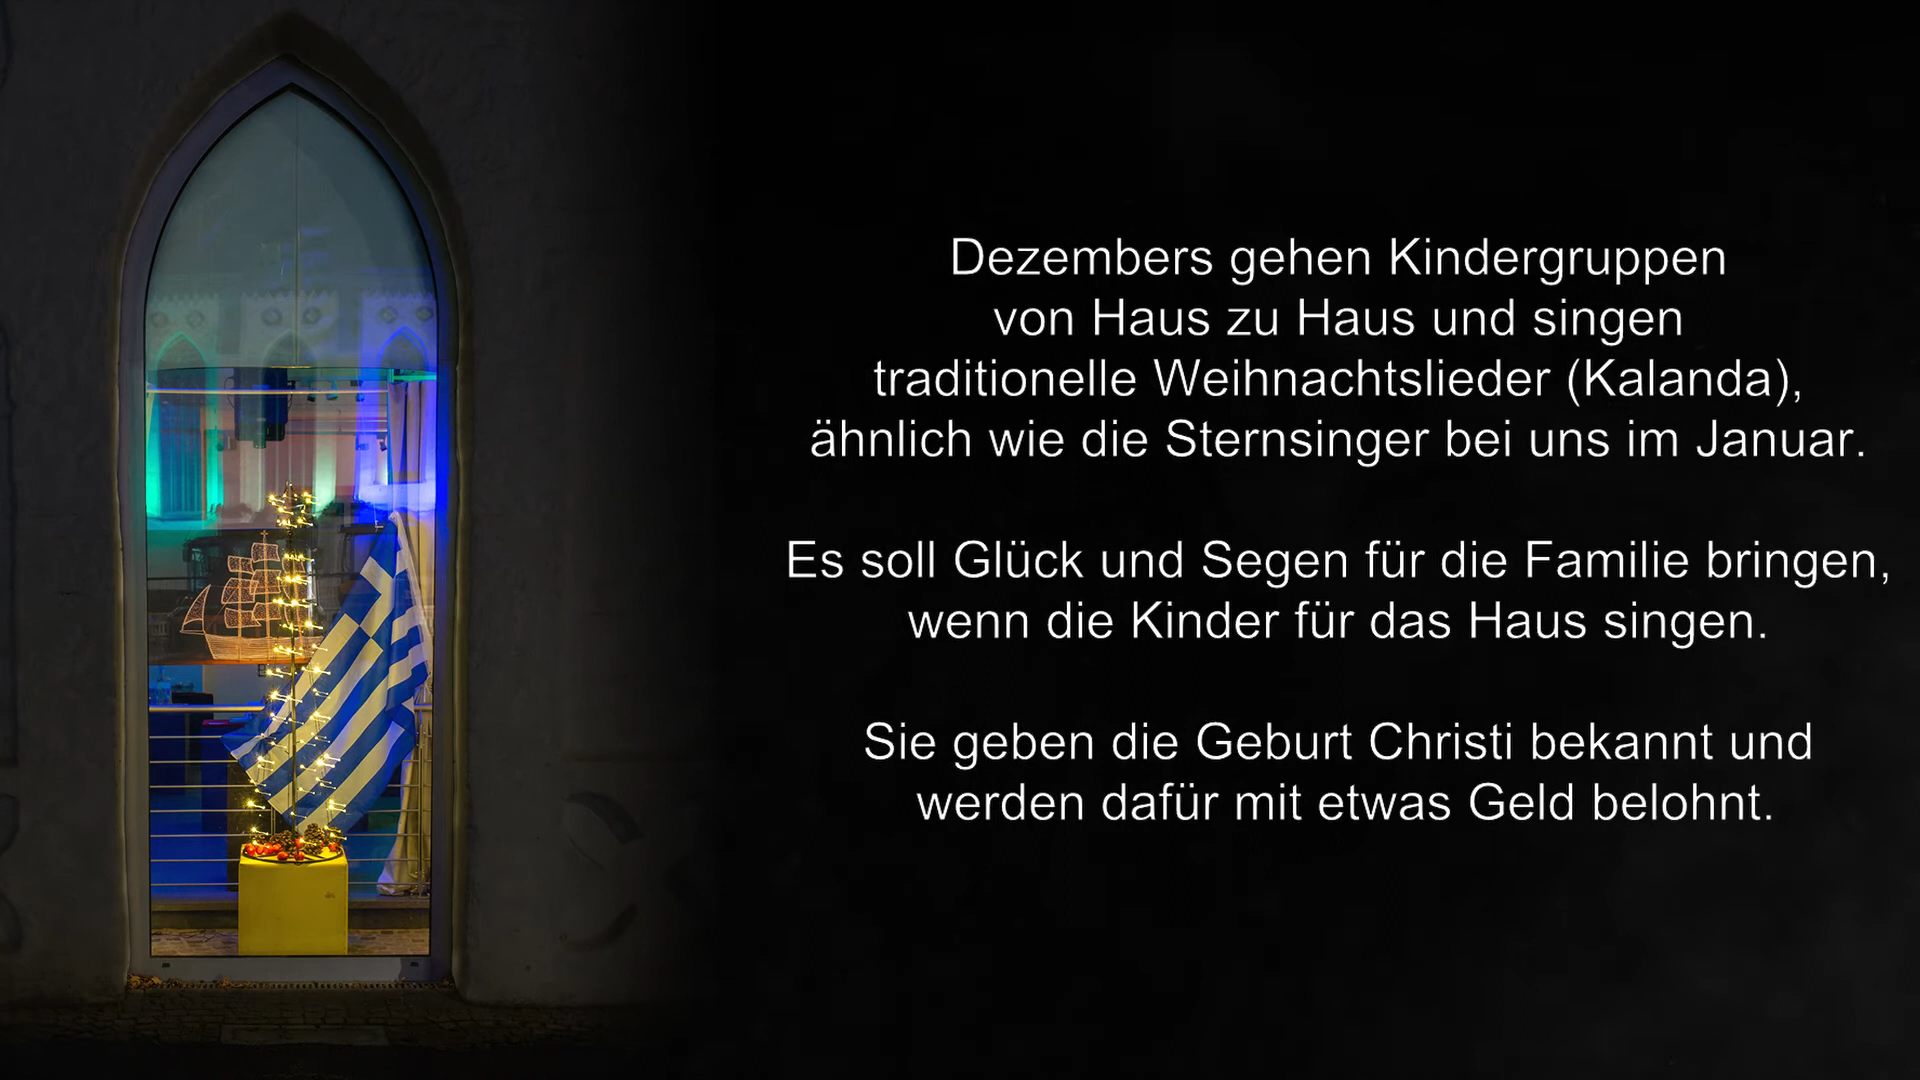 Dezembers gehen Kindergruppen
von Haus zu Haus und singen
traditionelle Weihnachtslieder (Kalanda),
ähnlich wie die Sternsinger bei uns im Januar.
Es soll Glück und Segen für die Familie bringen,
wenn die Kinder für das Haus singen.
Sie geben die Geburt Christi bekannt und
werden dafür mit etwas Geld belohnt.